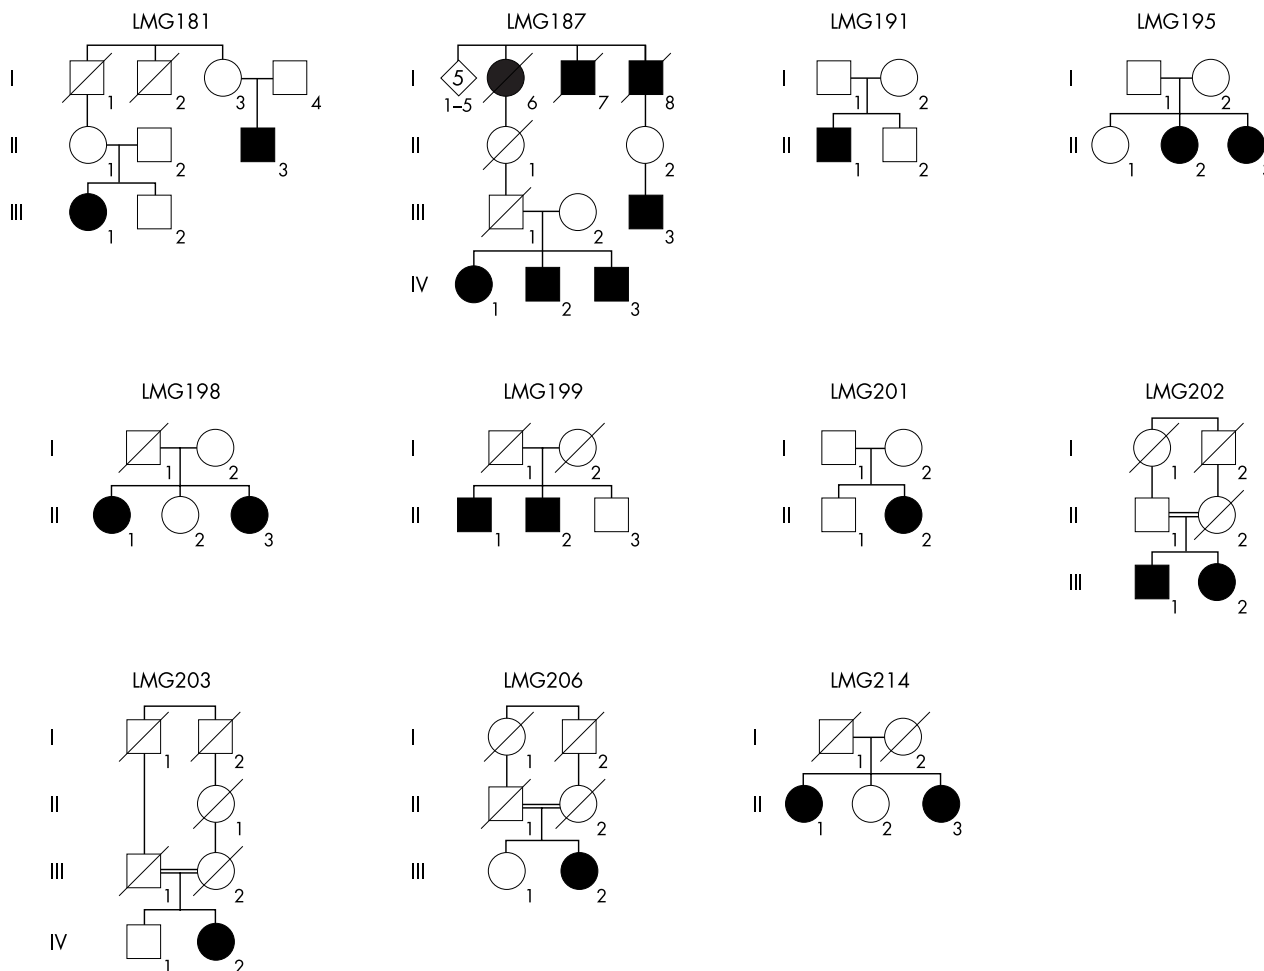 LMG181 LMG187 LMG191 LMG195
I 1 2 3 4 I 5 1–5 6 7 8 I 1 2 I 1 2
II 1 2 3 II 1 2 II 1 2 II 1 2
III 1 2 III 1 2 3
IV 1 2 3
LMG198 LMG199 LMG201 LMG202
I 1 2 I 1 2 I 1 2 I 1 2
II 1 2 3 II 1 2 3 II 1 2 II 1 2
III 1 2
LMG203 LMG206 LMG214
I 1 2 I 1 2 I 1 2
II 1 II 1 2 II 1 2 3
III 1 2 III 1 2
IV 1 2